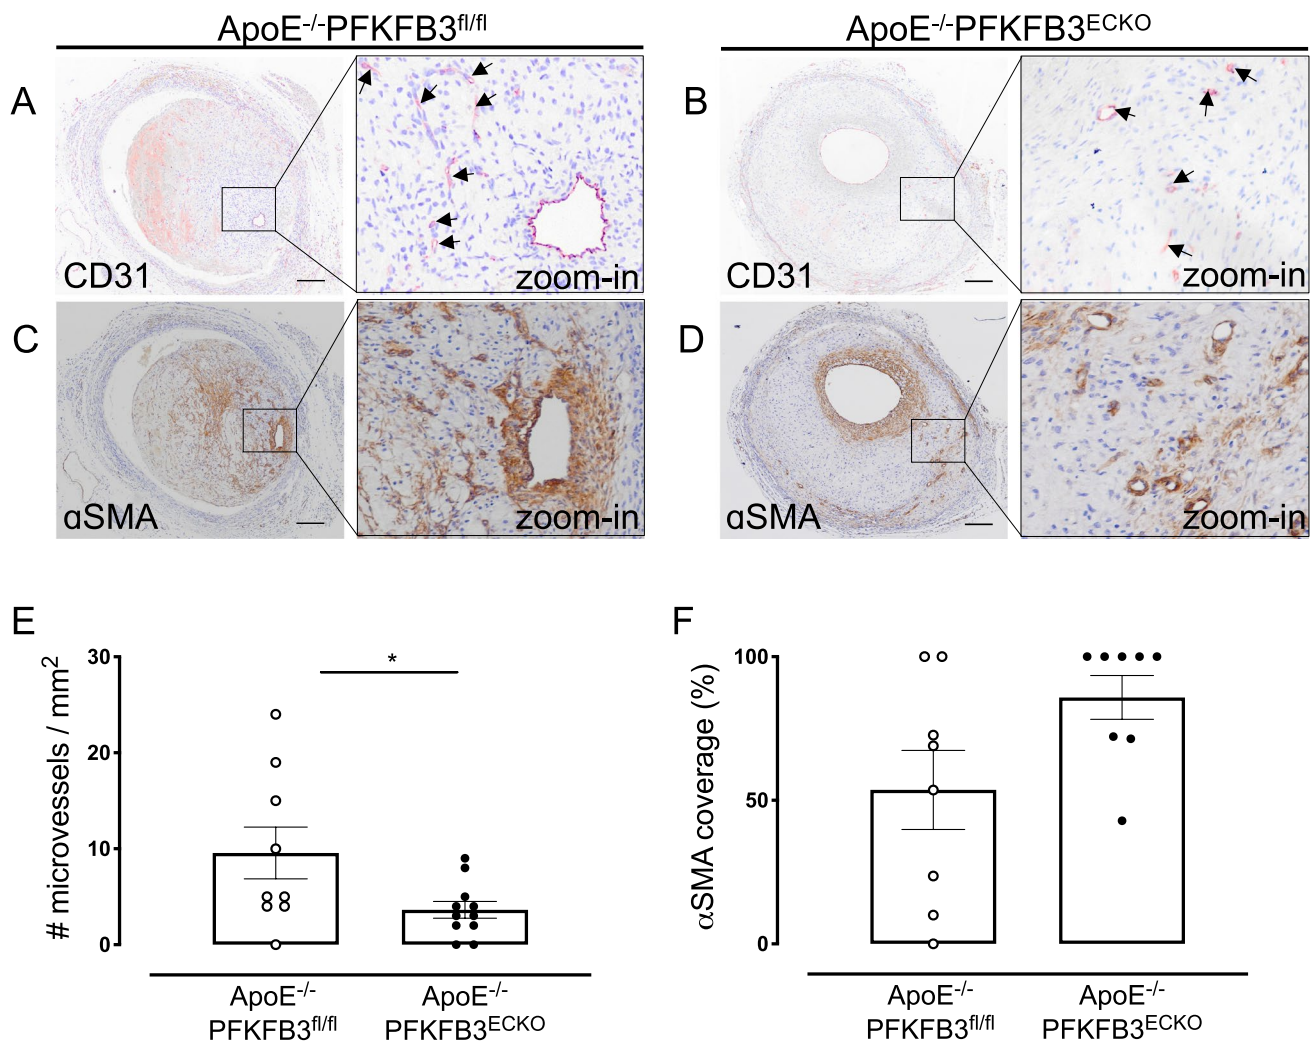 ApoE-/-PFKFB3fl/fl
ApoE-/-PFKFB3ECKO
A
CD31
zoom-in
B
CD31
zoom-in
C
αSMA
zoom-in
D
αSMA
zoom-in
E
# microvessels / mm2
30
20
10
0
*
ApoE-/-
PFKFB3fl/fl
ApoE-/-
PFKFB3ECKO
F
αSMA coverage (%)
100
50
0
ApoE-/-
PFKFB3fl/fl
ApoE-/-
PFKFB3ECKO